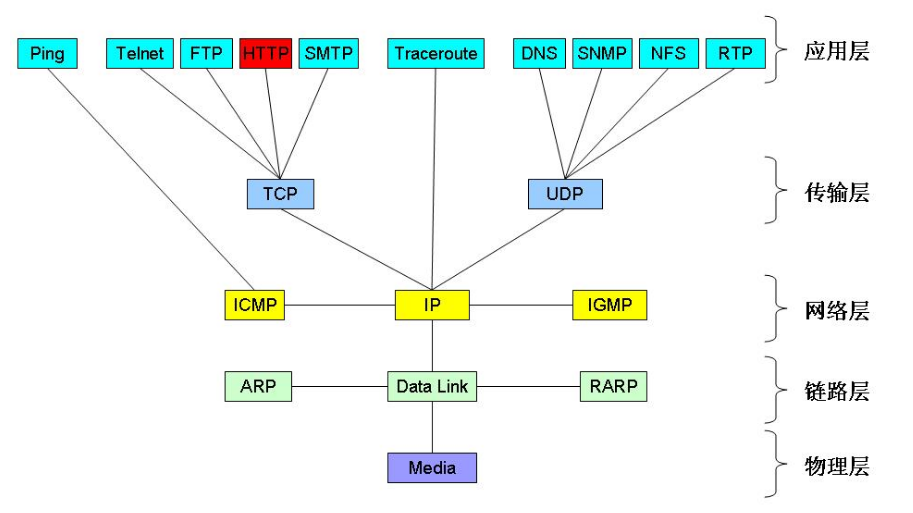 Ping Telnet FTP HTTP SMTP Traceroute DNS SNMP NFS RTP 应用层
TCP UDP 传输层
ICMP IP IGMP 网络层
ARP Data Link RARP 链路层
Media 物理层